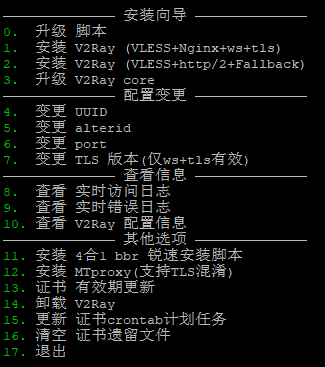 安装向导
0. 升级 脚本
1. 安装 V2Ray (VLESS+Nginx+ws+tls)
2. 安装 V2Ray (VLESS+http/2+Fallback)
3. 升级 V2Ray core
配置变更
4. 变更 UUID
5. 变更 alterid
6. 变更 port
7. 变更 TLS 版本(仅ws+tls有效)
查看信息
8. 查看 实时访问日志
9. 查看 实时错误日志
10. 查看 V2Ray 配置信息
其他选项
11. 安装 4合1 bbr 锐速安装脚本
12. 安装 MTproxy(支持TLS混淆)
13. 证书 有效期更新
14. 卸载 V2Ray
15. 更新 证书crontab计划任务
16. 清空 证书遗留文件
17. 退出